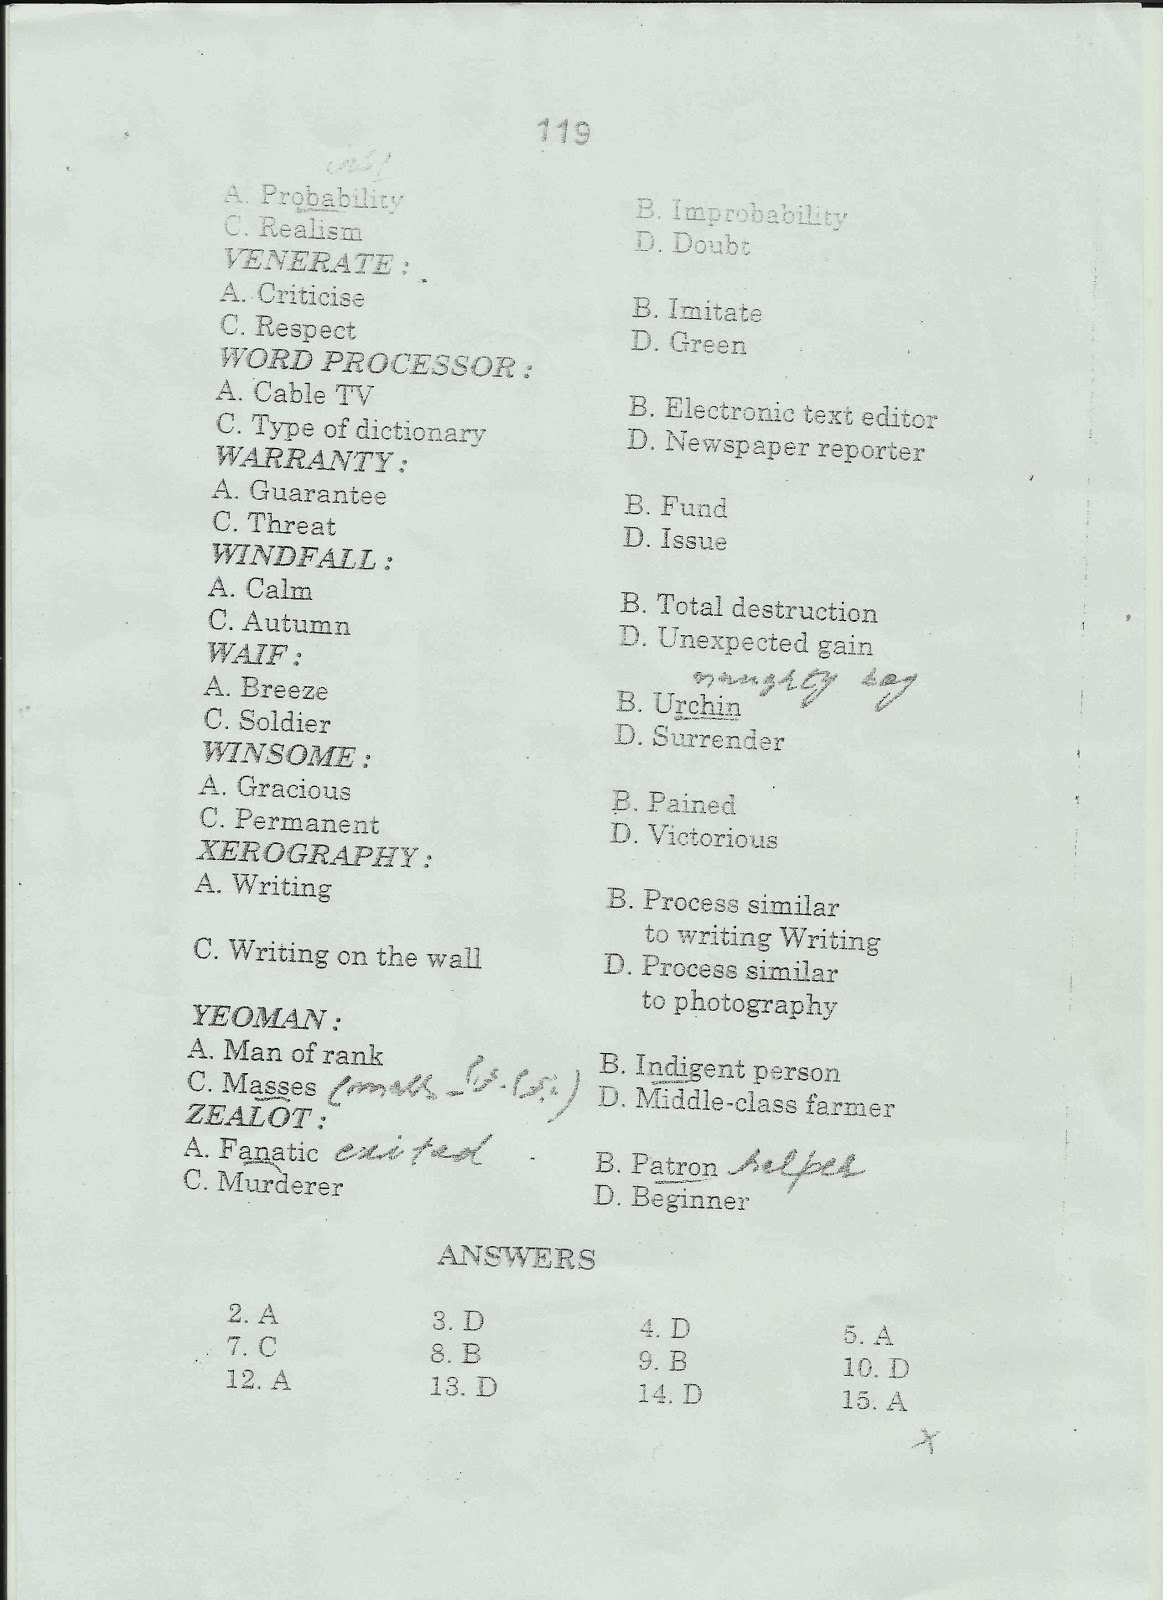 119
A. Probability B. Improbability
C. Realism D. Doubt
VENERATE :
A. Criticise B. Imitate
C. Respect D. Green
WORD PROCESSOR :
A. Cable TV B. Electronic text editor
C. Type of dictionary D. Newspaper reporter
WARRANTY :
A. Guarantee B. Fund
C. Threat D. Issue
WINDFALL :
A. Calm B. Total destruction
C. Autumn D. Unexpected gain
WAIF :
naughty boy
A. Breeze B. Urchin
C. Soldier D. Surrender
WINSOME :
A. Gracious B. Pained
C. Permanent D. Victorious
XEROGRAPHY :
A. Writing B. Process similar
to writing Writing
C. Writing on the wall D. Process similar
to photography
YEOMAN :
A. Man of rank B. Indigent person
C. Masses D. Middle-class farmer
ZEALOT :
A. Fanatic exited B. Patron helper
C. Murderer D. Beginner
ANSWERS
2. A 3. D 4. D 5. A
7. C 8. B 9. B 10. D
12. A 13. D 14. D 15. A
X